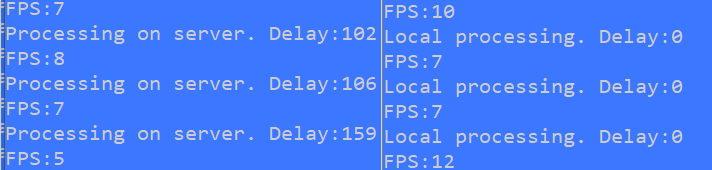 FPS:7
Processing on server. Delay:102
FPS:8
Processing on server. Delay:106
FPS:7
Processing on server. Delay:159
FPS:5
FPS:10
Local processing. Delay:0
FPS:7
Local processing. Delay:0
FPS:7
Local processing. Delay:0
FPS:12